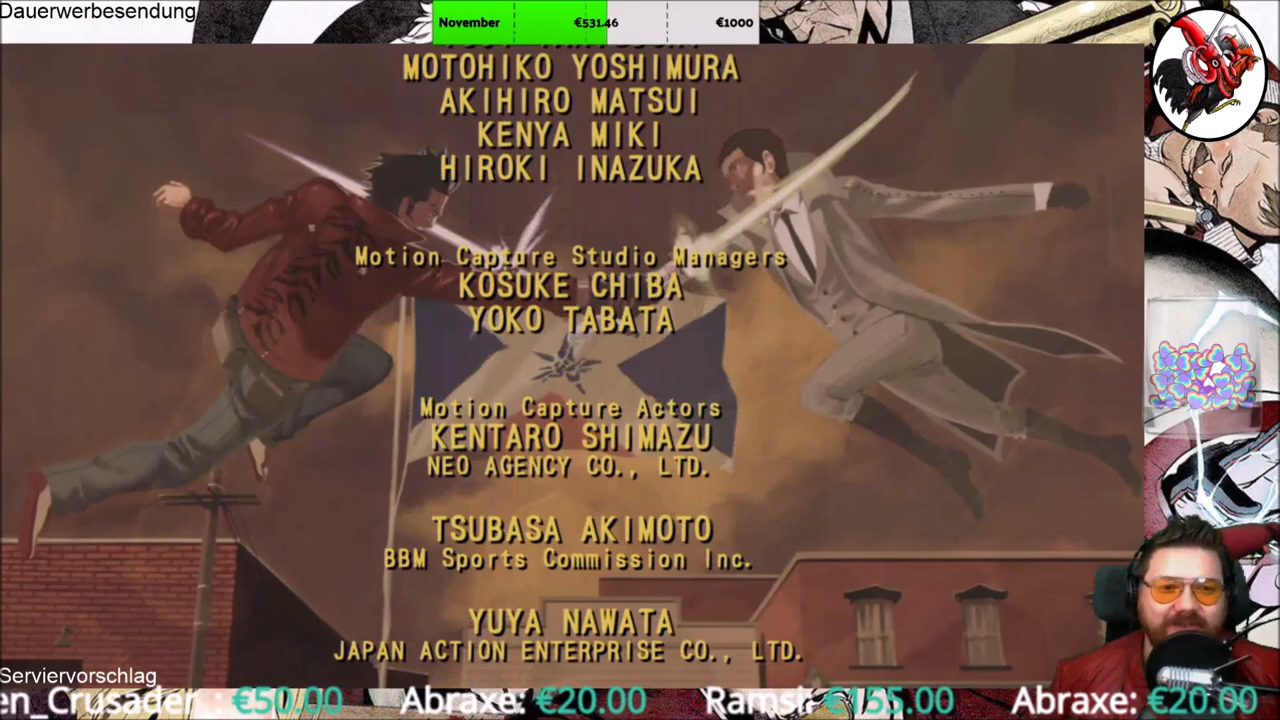 Dauerwerbesendung
November €531.46 €1000
MOTOHIKO YOSHIMURA
AKIHIRO MATSUI
KENYA MIKI
HIROKI INAZUKA
Motion Capture Studio Managers
KOSUKE CHIBA
YOKO TABATA
Motion Capture Actors
KENTARO SHIMAZU
NEO AGENCY CO., LTD.
TSUBASA AKIMOTO
BBM Sports Commission Inc.
YUYA NAWATA
JAPAN ACTION ENTERPRISE CO., LTD.
Serviervorschlag
en_Crusader : €50.00 Abraxe: €20.00 Ramsi: €155.00 Abraxe: €20.00